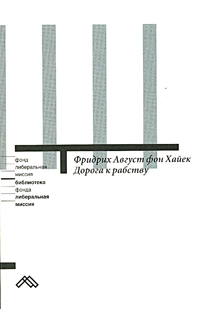 Фридрих Август фон Хайек
Дорога к рабству
фонд
либеральная
миссия
библиотека
фонда
либеральная
миссия